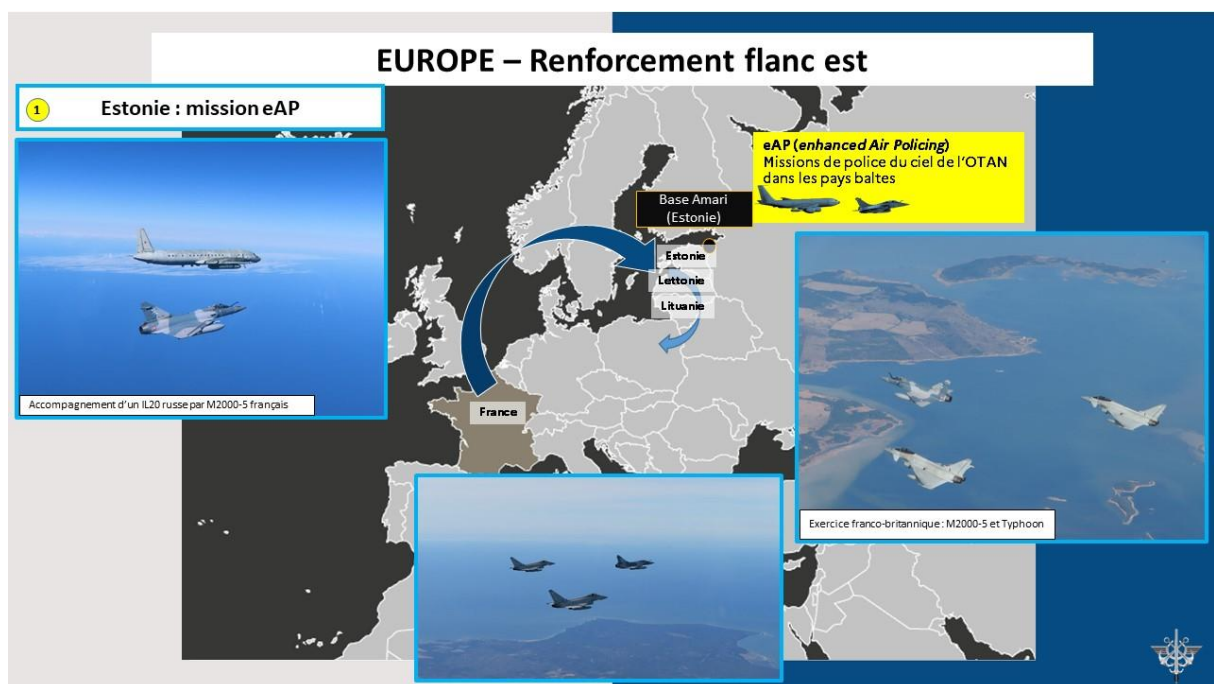 EUROPE – Renforcement flanc est
1
Estonie : mission eAP
eAP (enhanced Air Policing)
Missions de police du ciel de l'OTAN
dans les pays baltes
Base Amari
(Estonie)
Estonie
Lettonie
Lituanie
France
Accompagnement d'un IL20 russe par M2000-5 français
Exercice franco-britannique : M2000-5 et Typhoon